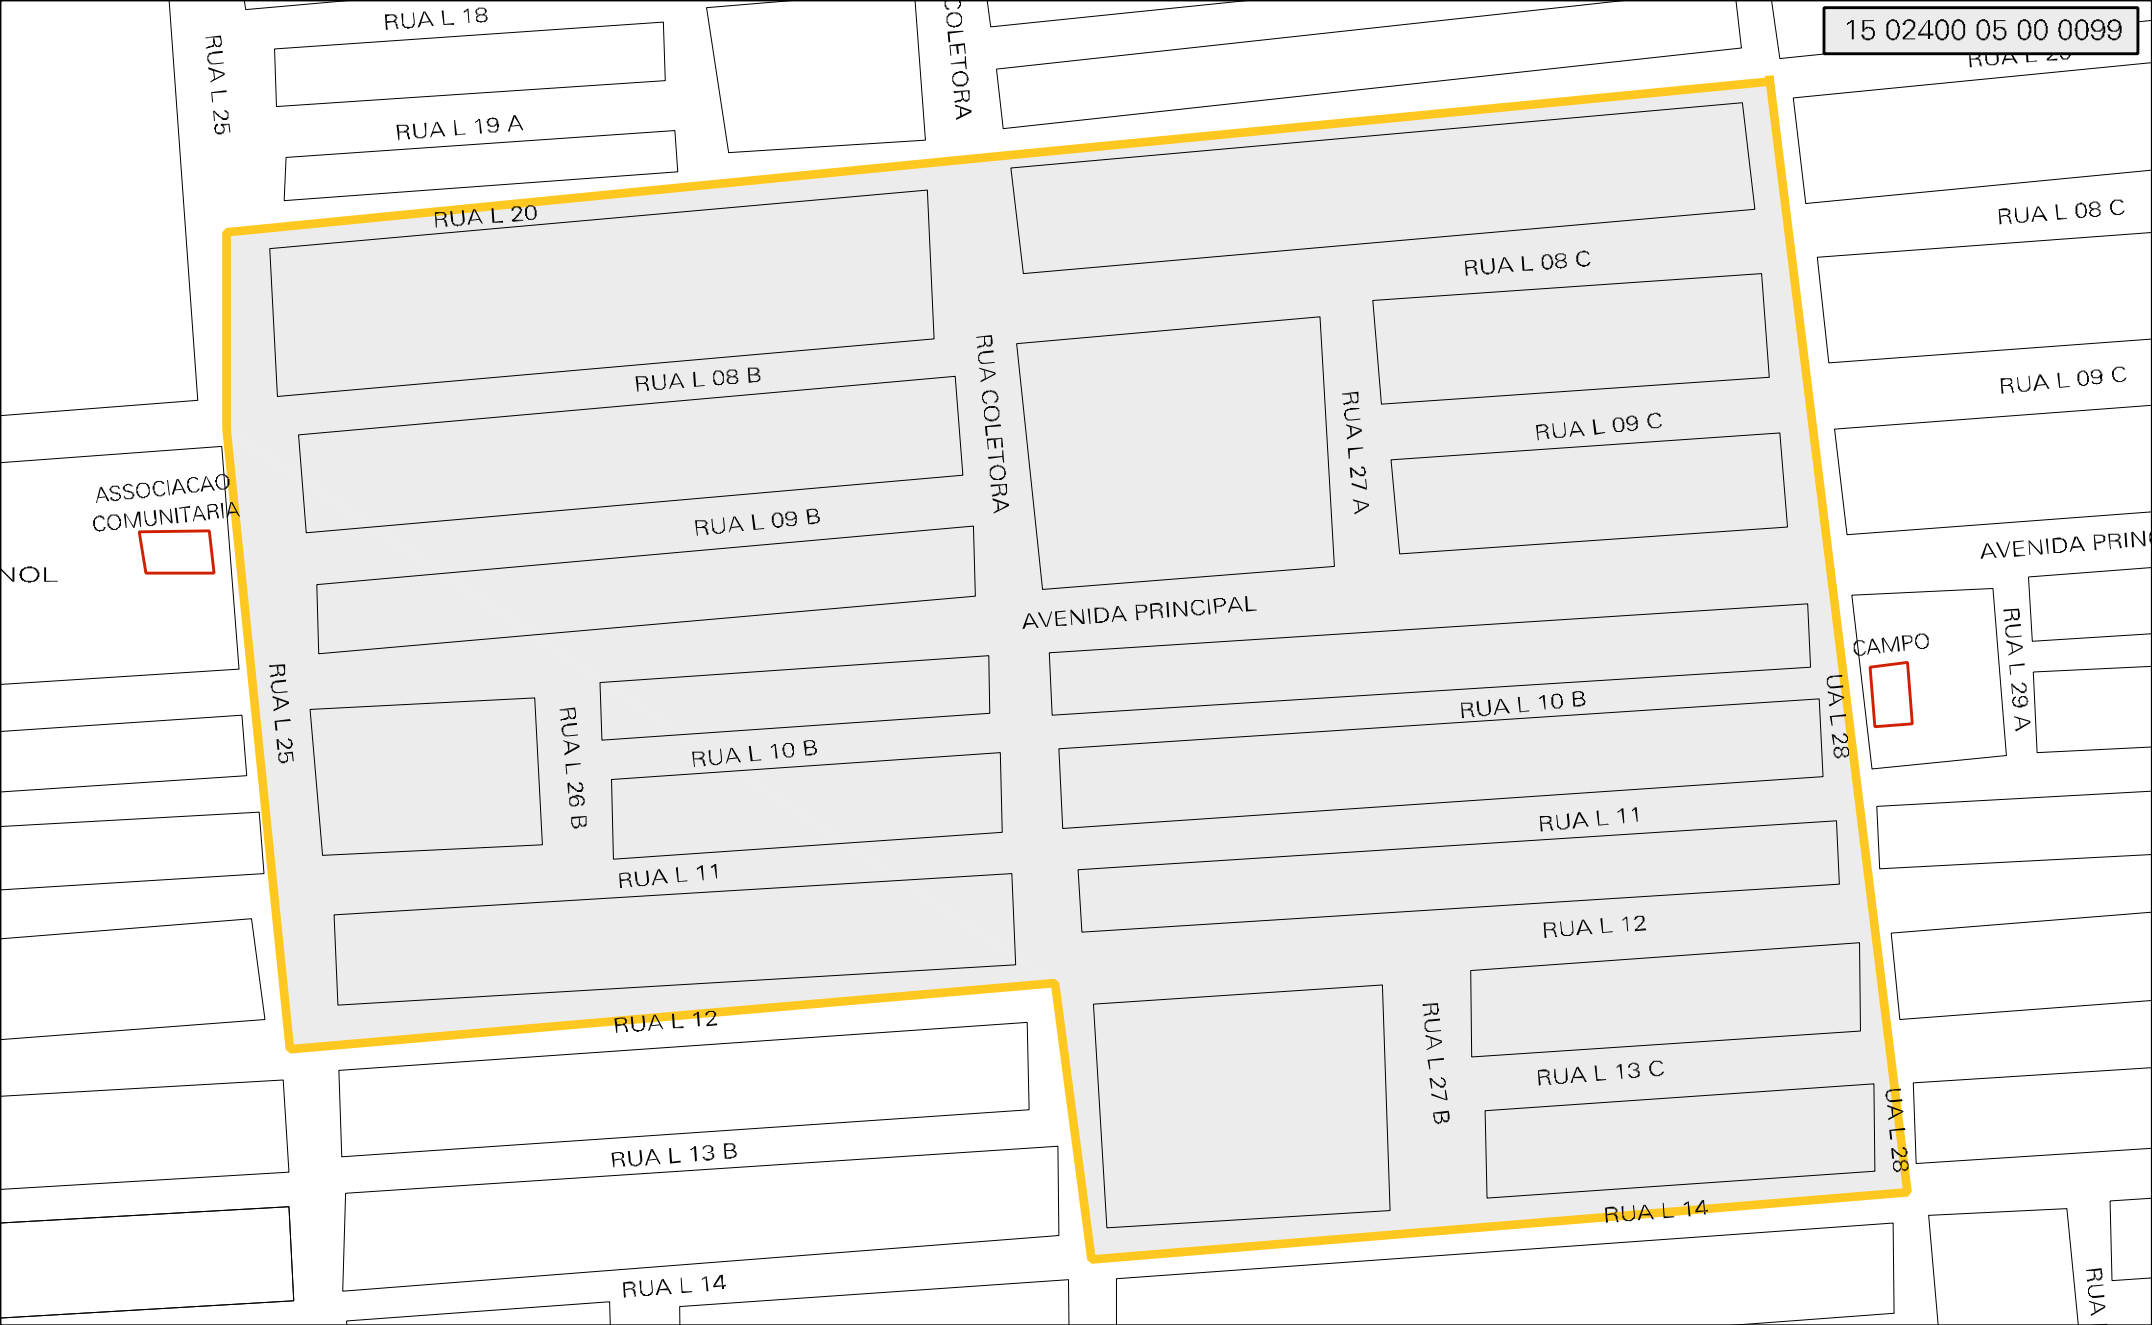 RUA L 18
COLETORA
15 02400 05 00 0099
RUA L 20
RUA L 25
RUA L 19 A
RUA L 20
RUA L 08 C
RUA L 08 C
RUA L 08 B
RUA COLETORA
RUA L 09 C
RUA L 27 A
RUA L 09 C
ASSOCIACAO
COMUNITARIA
RUA L 09 B
NOL
AVENIDA PRINC
AVENIDA PRINCIPAL
CAMPO
RUA L 29 A
RUA L 25
RUA L 26 B
RUA L 10 B
UA L 28
RUA L 10 B
RUA L 11
RUA L 11
RUA L 12
RUA L 12
RUA L 27 B
RUA L 13 C
UA L 28
RUA L 13 B
RUA L 14
RUA L 14
RUA